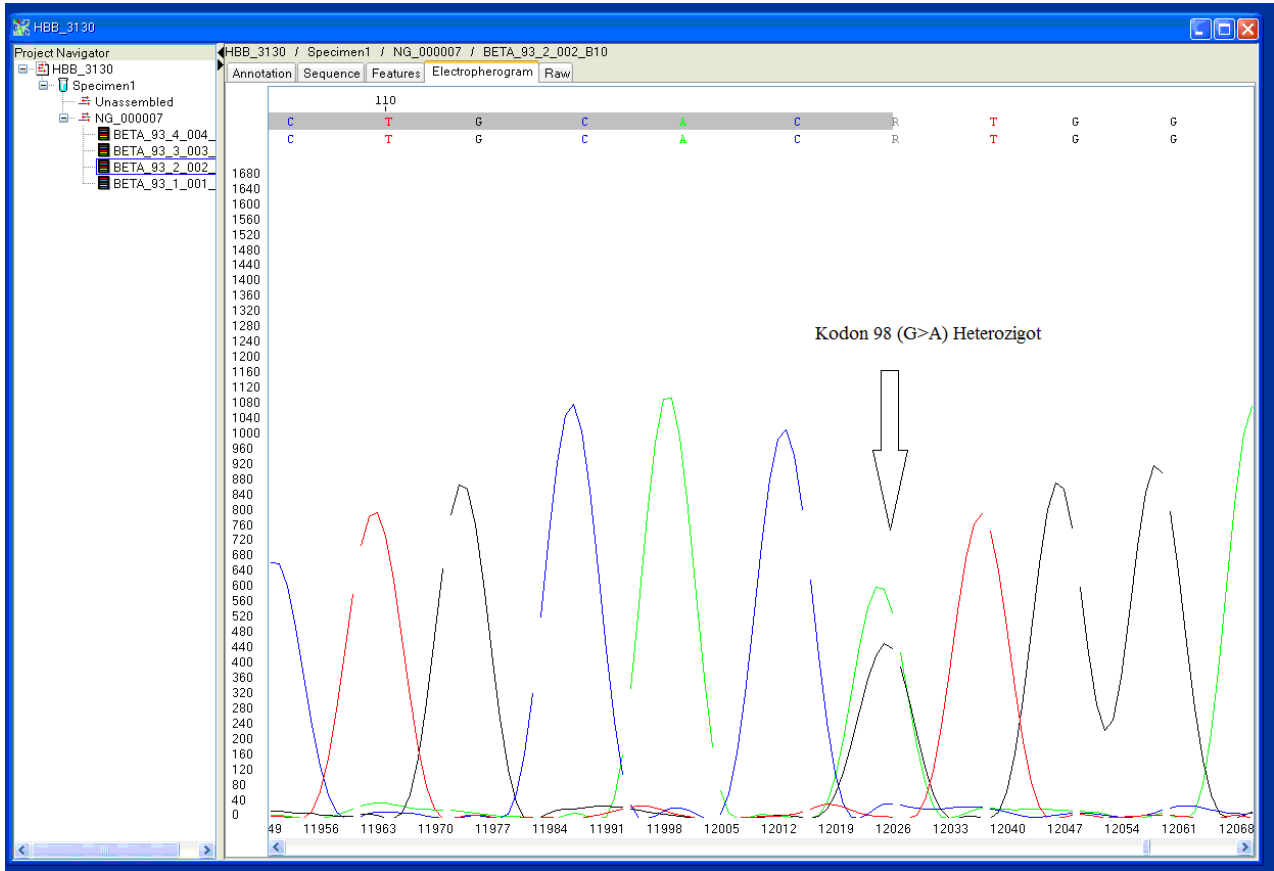 HBB_3130
Project Navigator
HBB_3130
Specimen1
Unassembled
NG_000007
BETA_93_4_004_
BETA_93_3_003_
BETA_93_2_002_
BETA_93_1_001_
HBB_3130 / Specimen1 / NG_000007 / BETA_93_2_002_B10
Annotation Sequence Features Electropherogram Raw
110
C T G C A C R T G G
C T G C A C R T G G
Kodon 98 (G>A) Heterozigot
1680
1640
1600
1560
1520
1480
1440
1400
1360
1320
1280
1240
1200
1160
1120
1080
1040
1000
960
920
880
840
800
760
720
680
640
600
560
520
480
440
400
360
320
280
240
200
160
120
80
40
0
49 11956 11963 11970 11977 11984 11991 11998 12005 12012 12019 12026 12033 12040 12047 12054 12061 12068